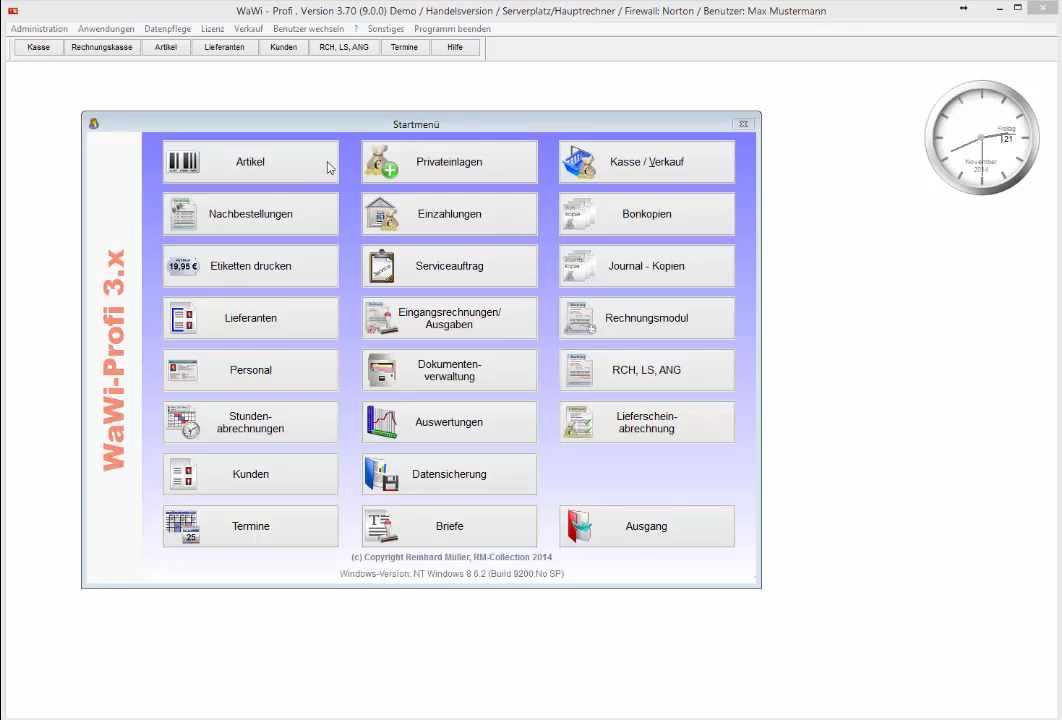 WaWi - Profi . Version 3.70 (9.0.0) Demo / Handelsversion / Serverplatz/Hauptrechner / Firewall: Norton / Benutzer: Max Mustermann
Administration Anwendungen Datenpflege Lizenz Verkauf Benutzer wechseln ? Sonstiges Programm beenden
Kasse Rechnungskasse Artikel Lieferanten Kunden RCH, LS, ANG Termine Hilfe
Freitag
21
November
2014
Startmenü
WaWi-Profi 3.x
Artikel
Privateinlagen
Kasse / Verkauf
Nachbestellungen
Einzahlungen
Bon
Kopie
Bonkopien
19,95 €
Etiketten drucken
Service
Serviceauftrag
Kopie
Journal - Kopien
Lieferanten
Eingangsrechnungen/
Ausgaben
Rechnungsmodul
Personal
Dokumenten-
verwaltung
RCH, LS, ANG
Stunden-
abrechnungen
Auswertungen
Lieferschein-
abrechnung
Kunden
Datensicherung
25
Termine
Briefe
Ausgang
(c) Copyright Reinhard Müller, RM-Collection 2014
Windows-Version: NT Windows 8 6.2 (Build 9200:No SP)